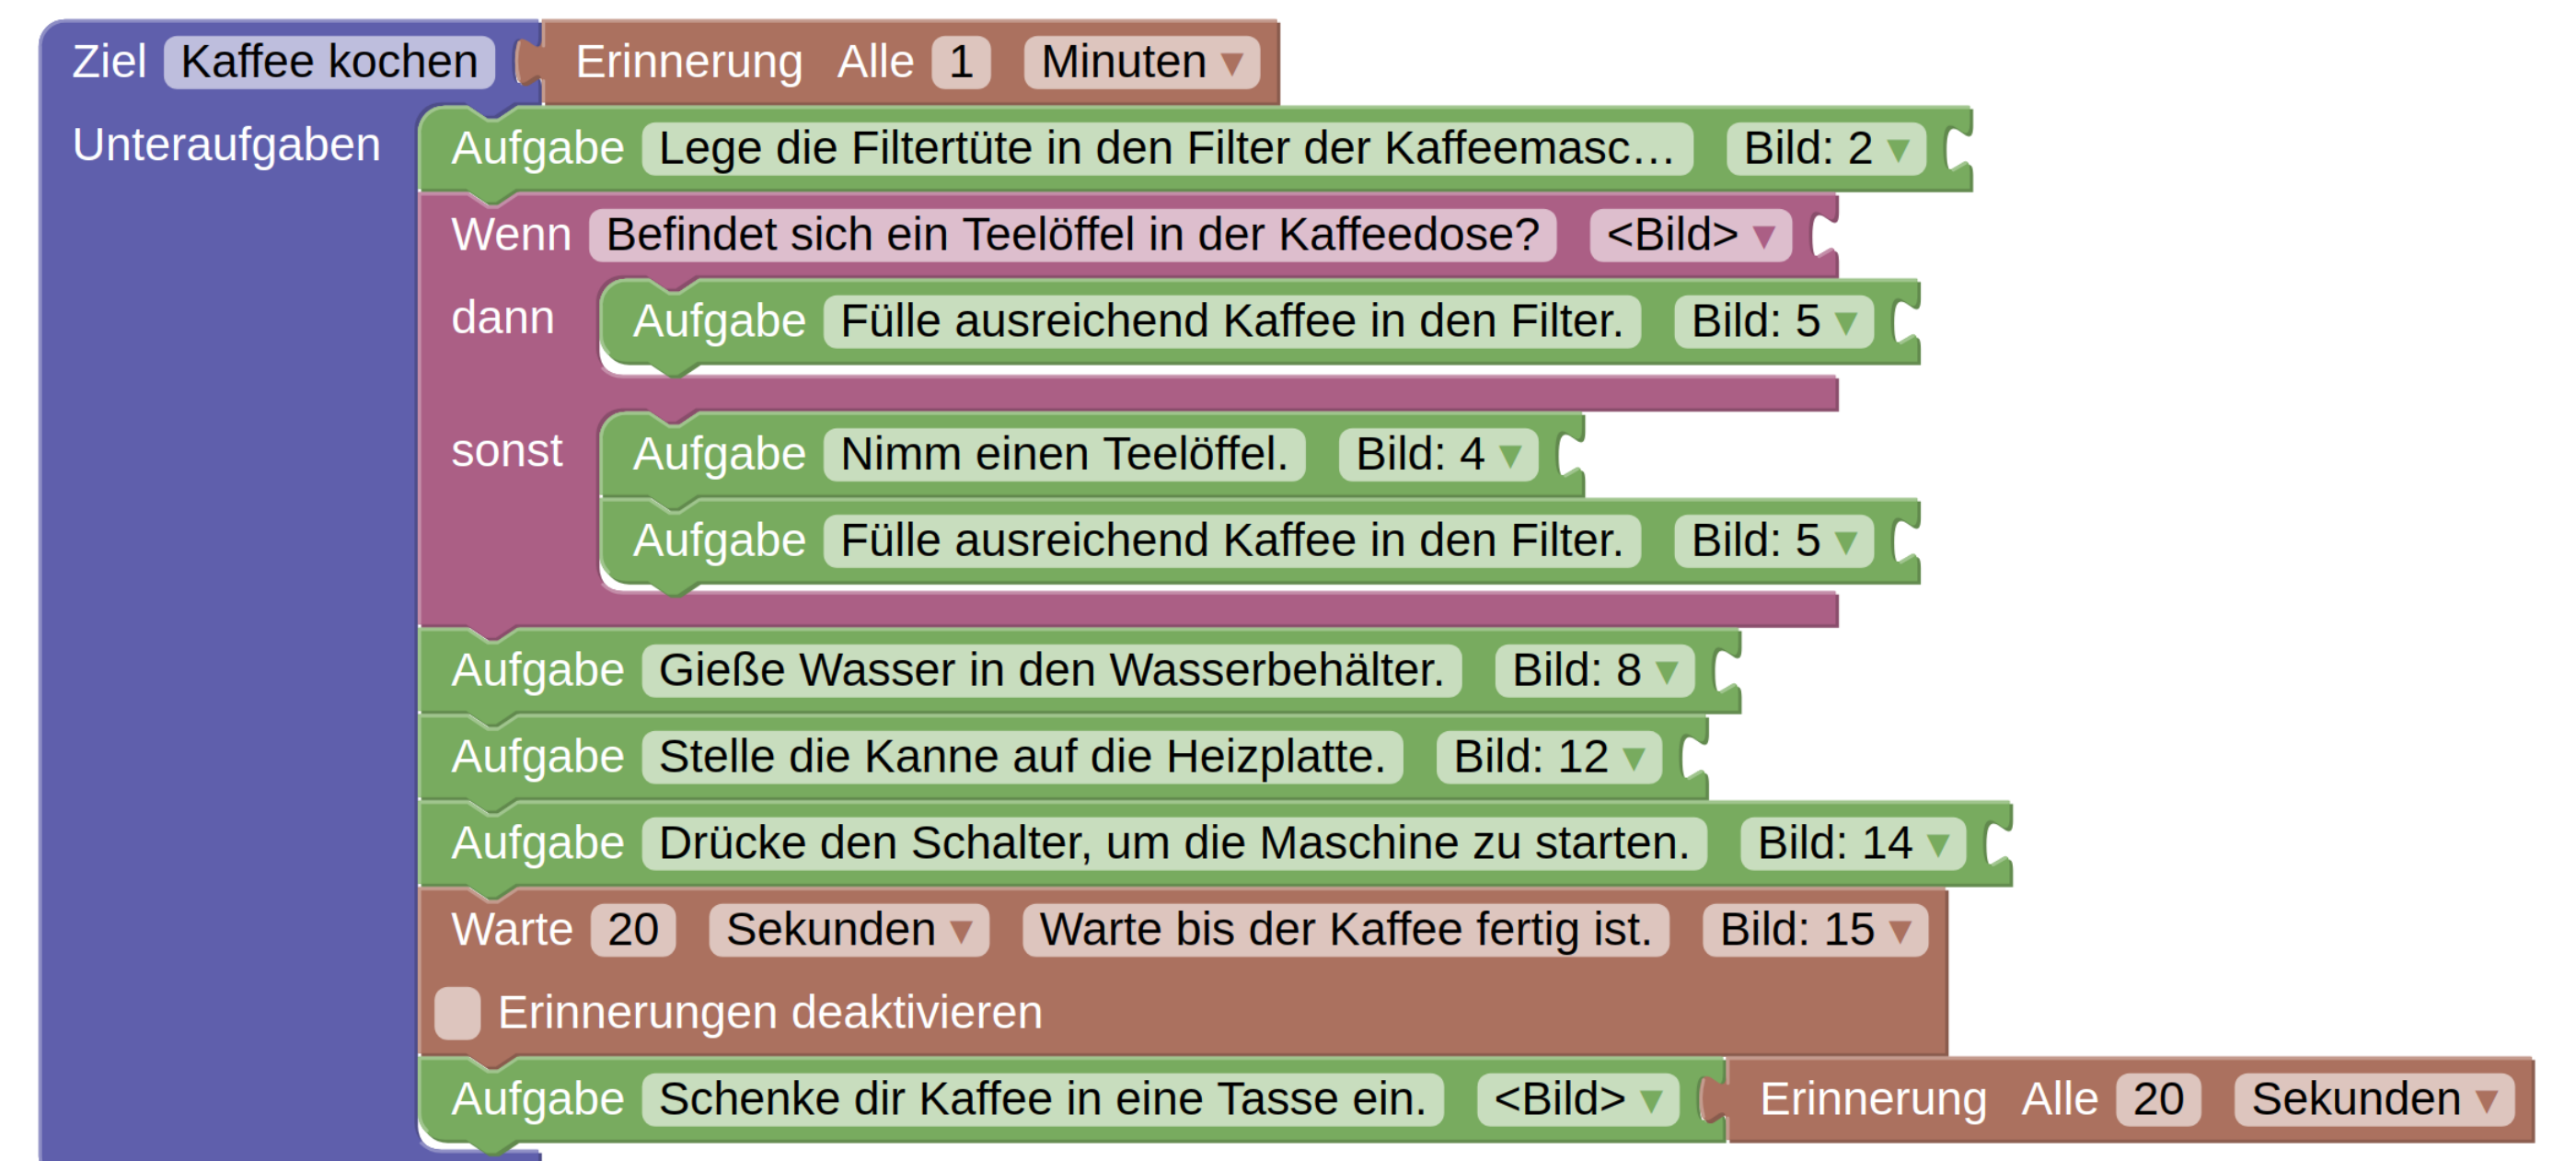 Ziel Kaffee kochen Erinnerung Alle 1 Minuten ▾
Unteraufgaben Aufgabe Lege die Filtertüte in den Filter der Kaffeemasc… Bild: 2 ▾
Wenn Befindet sich ein Teelöffel in der Kaffeedose? <Bild> ▾
dann Aufgabe Fülle ausreichend Kaffee in den Filter. Bild: 5 ▾
sonst Aufgabe Nimm einen Teelöffel. Bild: 4 ▾
Aufgabe Fülle ausreichend Kaffee in den Filter. Bild: 5 ▾
Aufgabe Gieße Wasser in den Wasserbehälter. Bild: 8 ▾
Aufgabe Stelle die Kanne auf die Heizplatte. Bild: 12 ▾
Aufgabe Drücke den Schalter, um die Maschine zu starten. Bild: 14 ▾
Warte 20 Sekunden ▾ Warte bis der Kaffee fertig ist. Bild: 15 ▾
Erinnerungen deaktivieren
Aufgabe Schenke dir Kaffee in eine Tasse ein. <Bild> ▾ Erinnerung Alle 20 Sekunden ▾